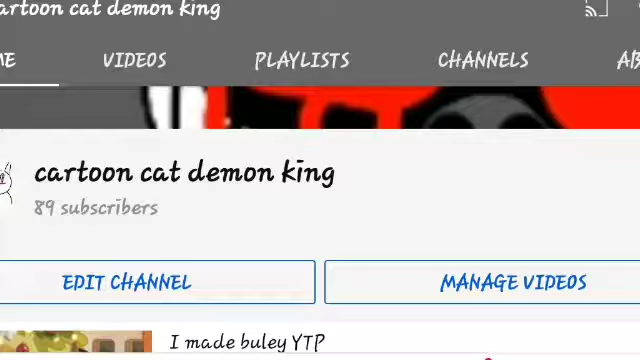 cartoon cat demon king
VIDEOS PLAYLISTS CHANNELS
cartoon cat demon king
89 subscribers
EDIT CHANNEL MANAGE VIDEOS
I made buley YTP